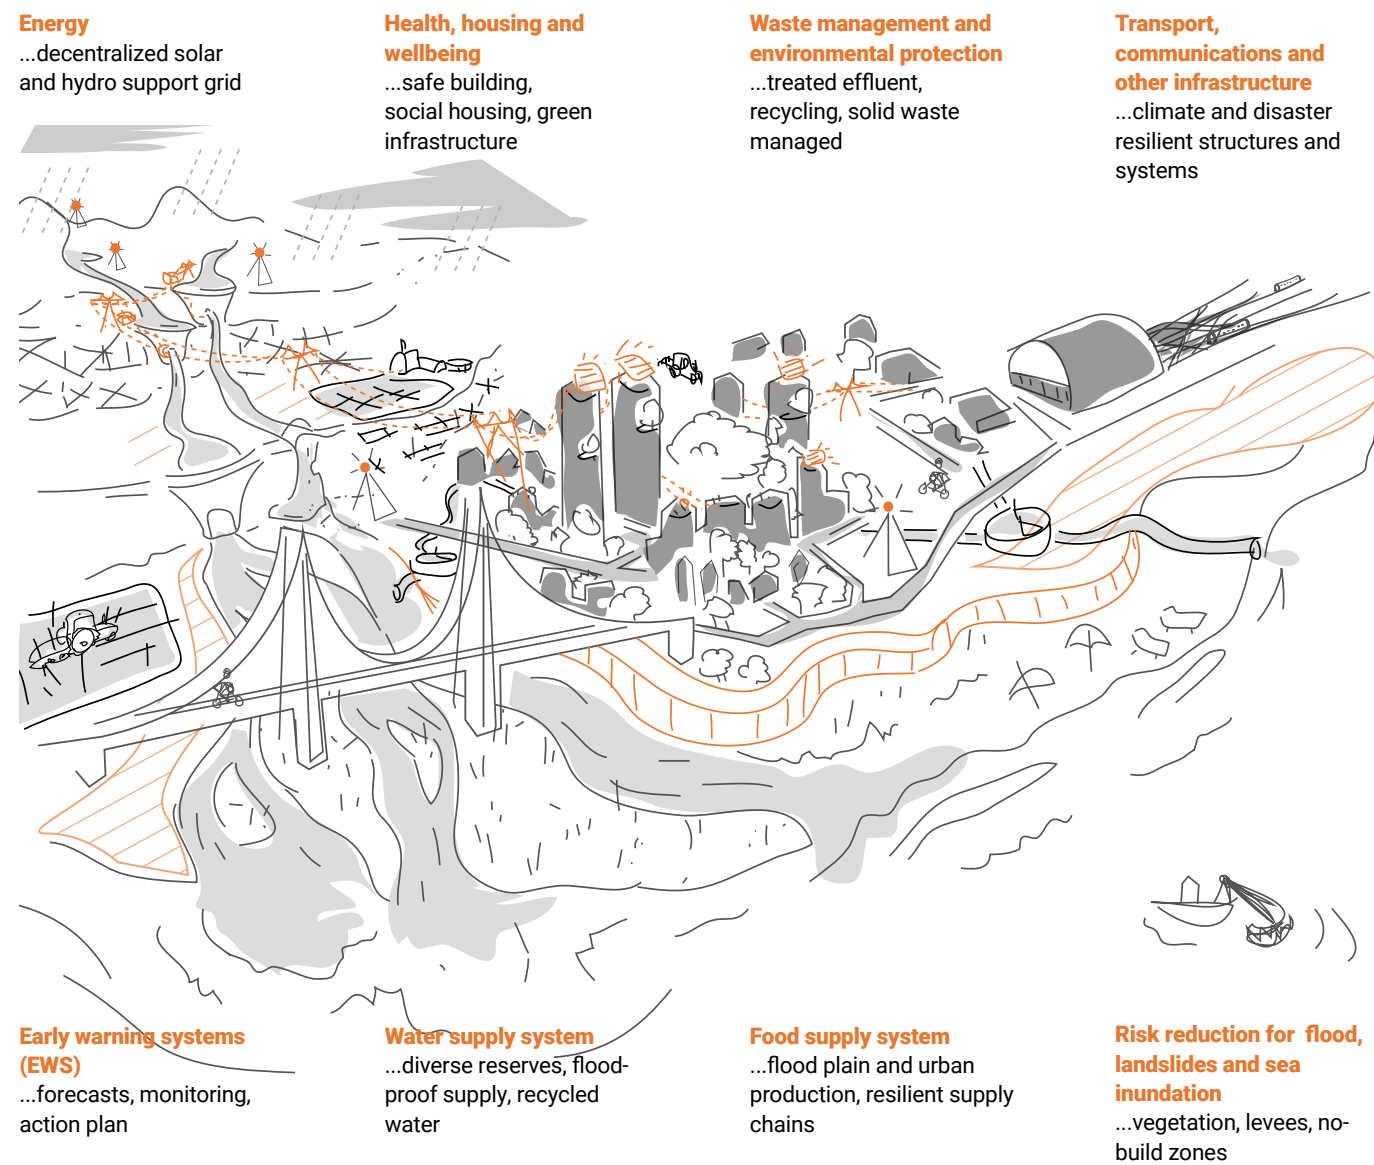 Energy
...decentralized solar
and hydro support grid
Health, housing and
wellbeing
...safe building,
social housing, green
infrastructure
Waste management and
environmental protection
...treated effluent,
recycling, solid waste
managed
Transport,
communications and
other infrastructure
...climate and disaster
resilient structures and
systems
Early warning systems
(EWS)
...forecasts, monitoring,
action plan
Water supply system
...diverse reserves, flood-
proof supply, recycled
water
Food supply system
...flood plain and urban
production, resilient supply
chains
Risk reduction for flood,
landslides and sea
inundation
...vegetation, levees, no-
build zones